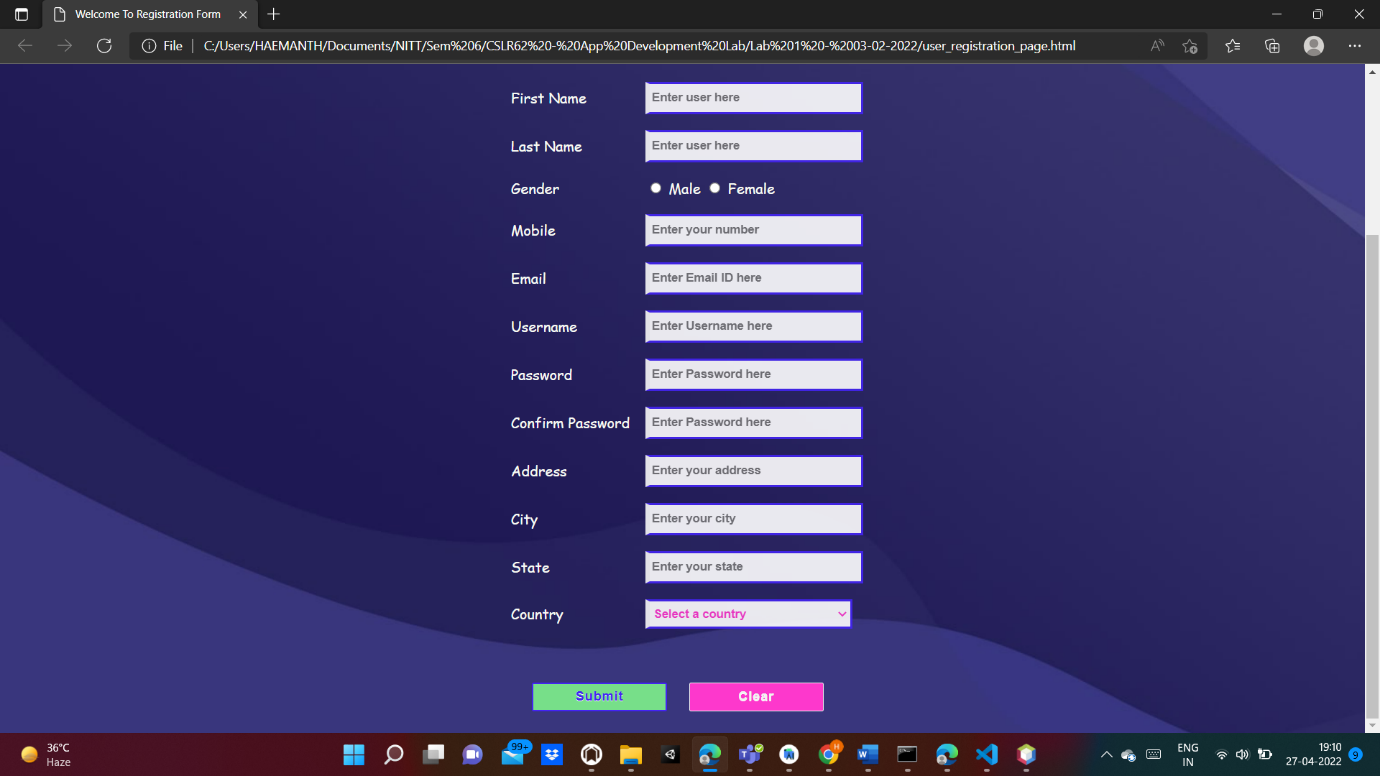 Welcome To Registration Form
File
C:/Users/HAEMANTH/Documents/NITT/Sem%206/CSLR62%20-%20App%20Development%20Lab/Lab%201%20-%2003-02-2022/user_registration_page.html
First Name Enter user here
Last Name Enter user here
Gender Male Female
Mobile Enter your number
Email Enter Email ID here
Username Enter Username here
Password Enter Password here
Confirm Password Enter Password here
Address Enter your address
City Enter your city
State Enter your state
Country Select a country
Submit Clear
36°C
Haze
99+
H
W
ENG
IN
19:10
27-04-2022
9